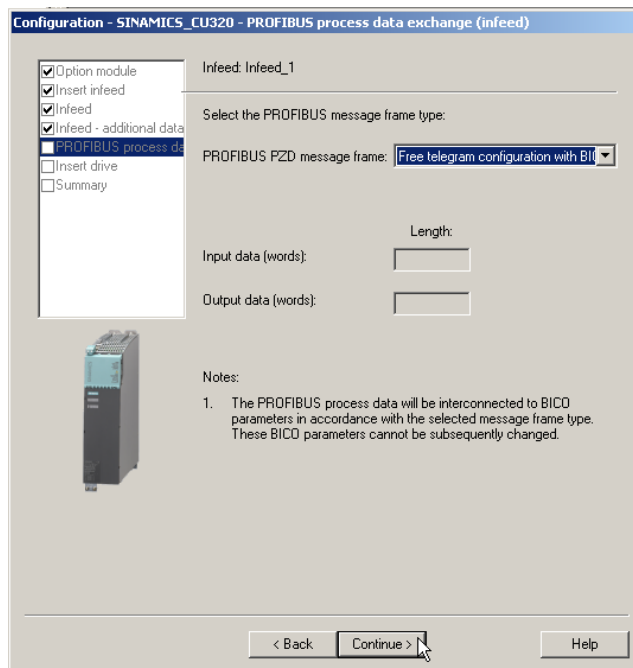 Configuration - SINAMICS_CU320 - PROFIBUS process data exchange (infeed)
Option module
Insert infeed
Infeed
Infeed - additional data
PROFIBUS process da
Insert drive
Summary
Infeed: Infeed_1
Select the PROFIBUS message frame type:
PROFIBUS PZD message frame: Free telegram configuration with BI
Length:
Input data (words):
Output data (words):
Notes:
1. The PROFIBUS process data will be interconnected to BICO
parameters in accordance with the selected message frame type.
These BICO parameters cannot be subsequently changed.
< Back
Continue >
Help